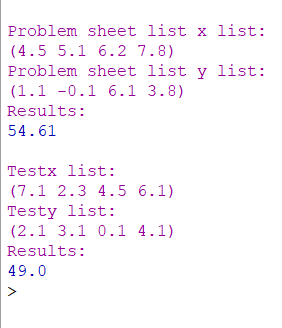 Problem sheet list x list:
(4.5 5.1 6.2 7.8)
Problem sheet list y list:
(1.1 -0.1 6.1 3.8)
Results:
54.61
Testx list:
(7.1 2.3 4.5 6.1)
Testy list:
(2.1 3.1 0.1 4.1)
Results:
49.0
>